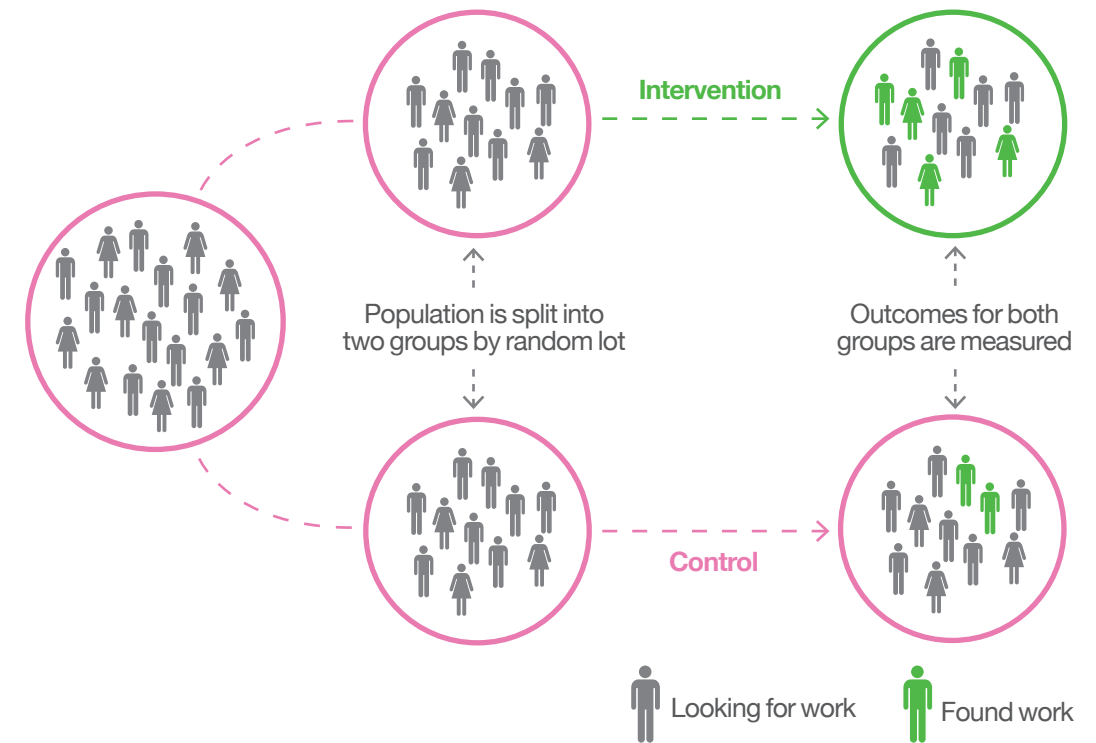 Intervention
Population is split into
two groups by random lot
Outcomes for both
groups are measured
Control
Looking for work
Found work